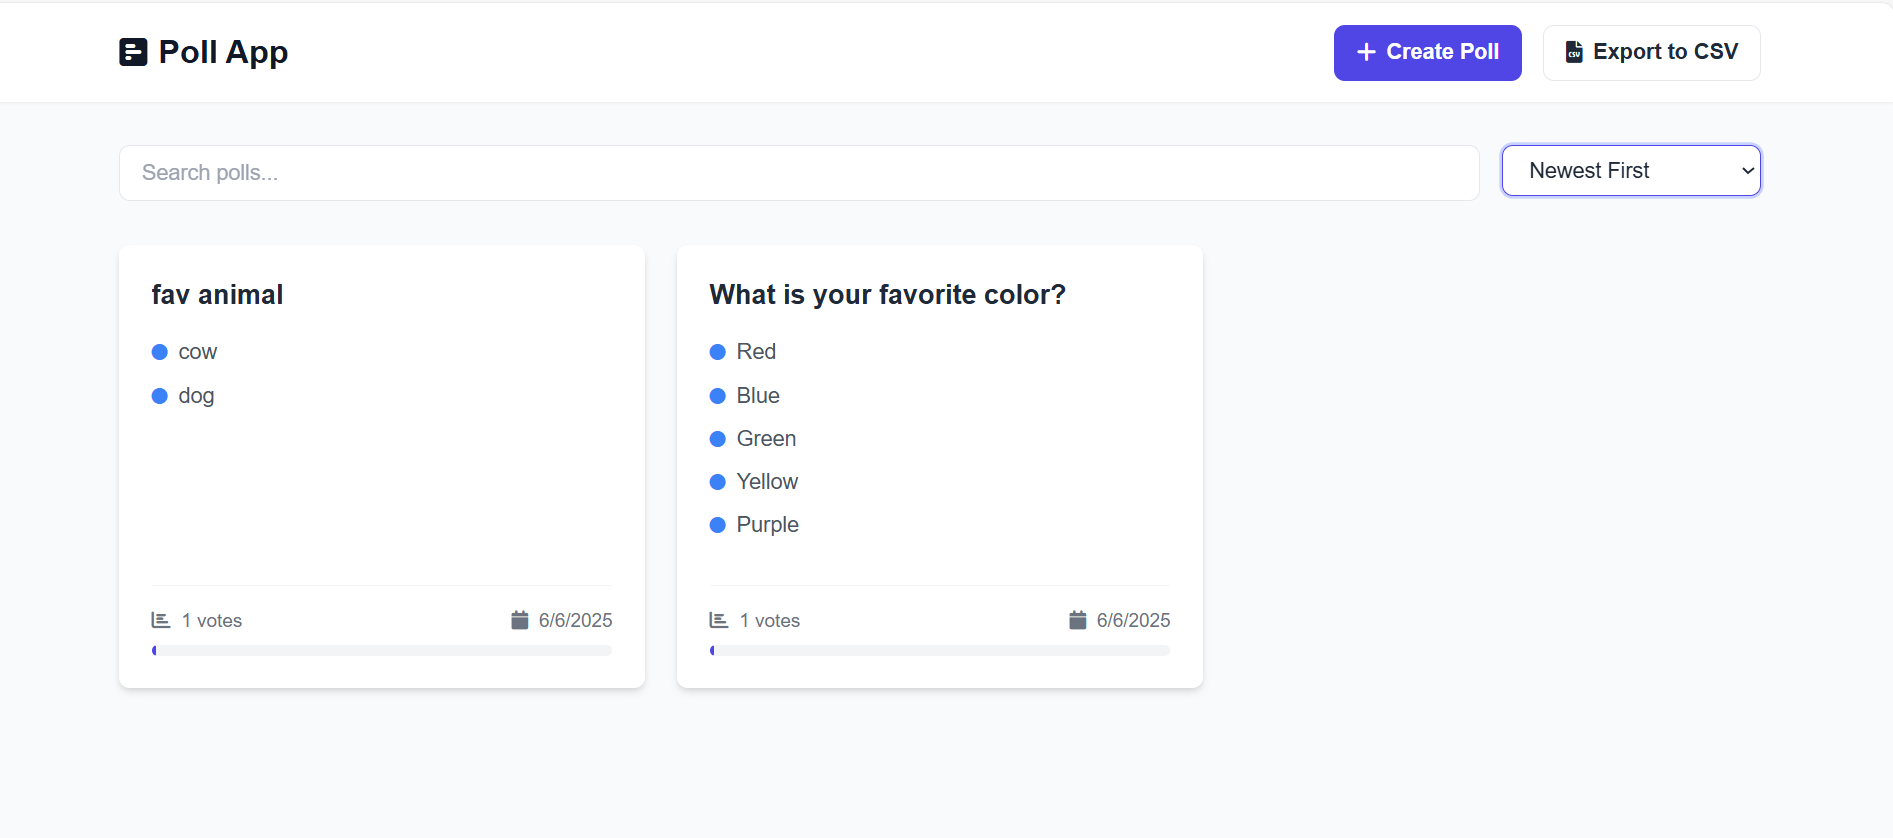 Poll App
Create Poll
Export to CSV
Search polls...
Newest First
fav animal
cow
dog
1 votes
6/6/2025
What is your favorite color?
Red
Blue
Green
Yellow
Purple
1 votes
6/6/2025